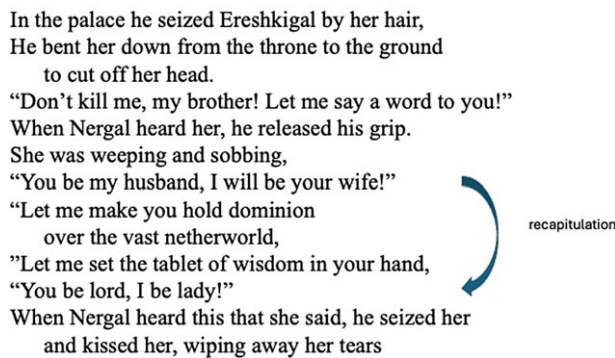 In the palace he seized Ereshkigal by her hair,
He bent her down from the throne to the ground
to cut off her head.
“Don’t kill me, my brother! Let me say a word to you!”
When Nergal heard her, he released his grip.
She was weeping and sobbing,
“You be my husband, I will be your wife!”
“Let me make you hold dominion
over the vast netherworld,
”Let me set the tablet of wisdom in your hand,
“You be lord, I be lady!”
When Nergal heard this that she said, he seized her
and kissed her, wiping away her tears
recapitulation